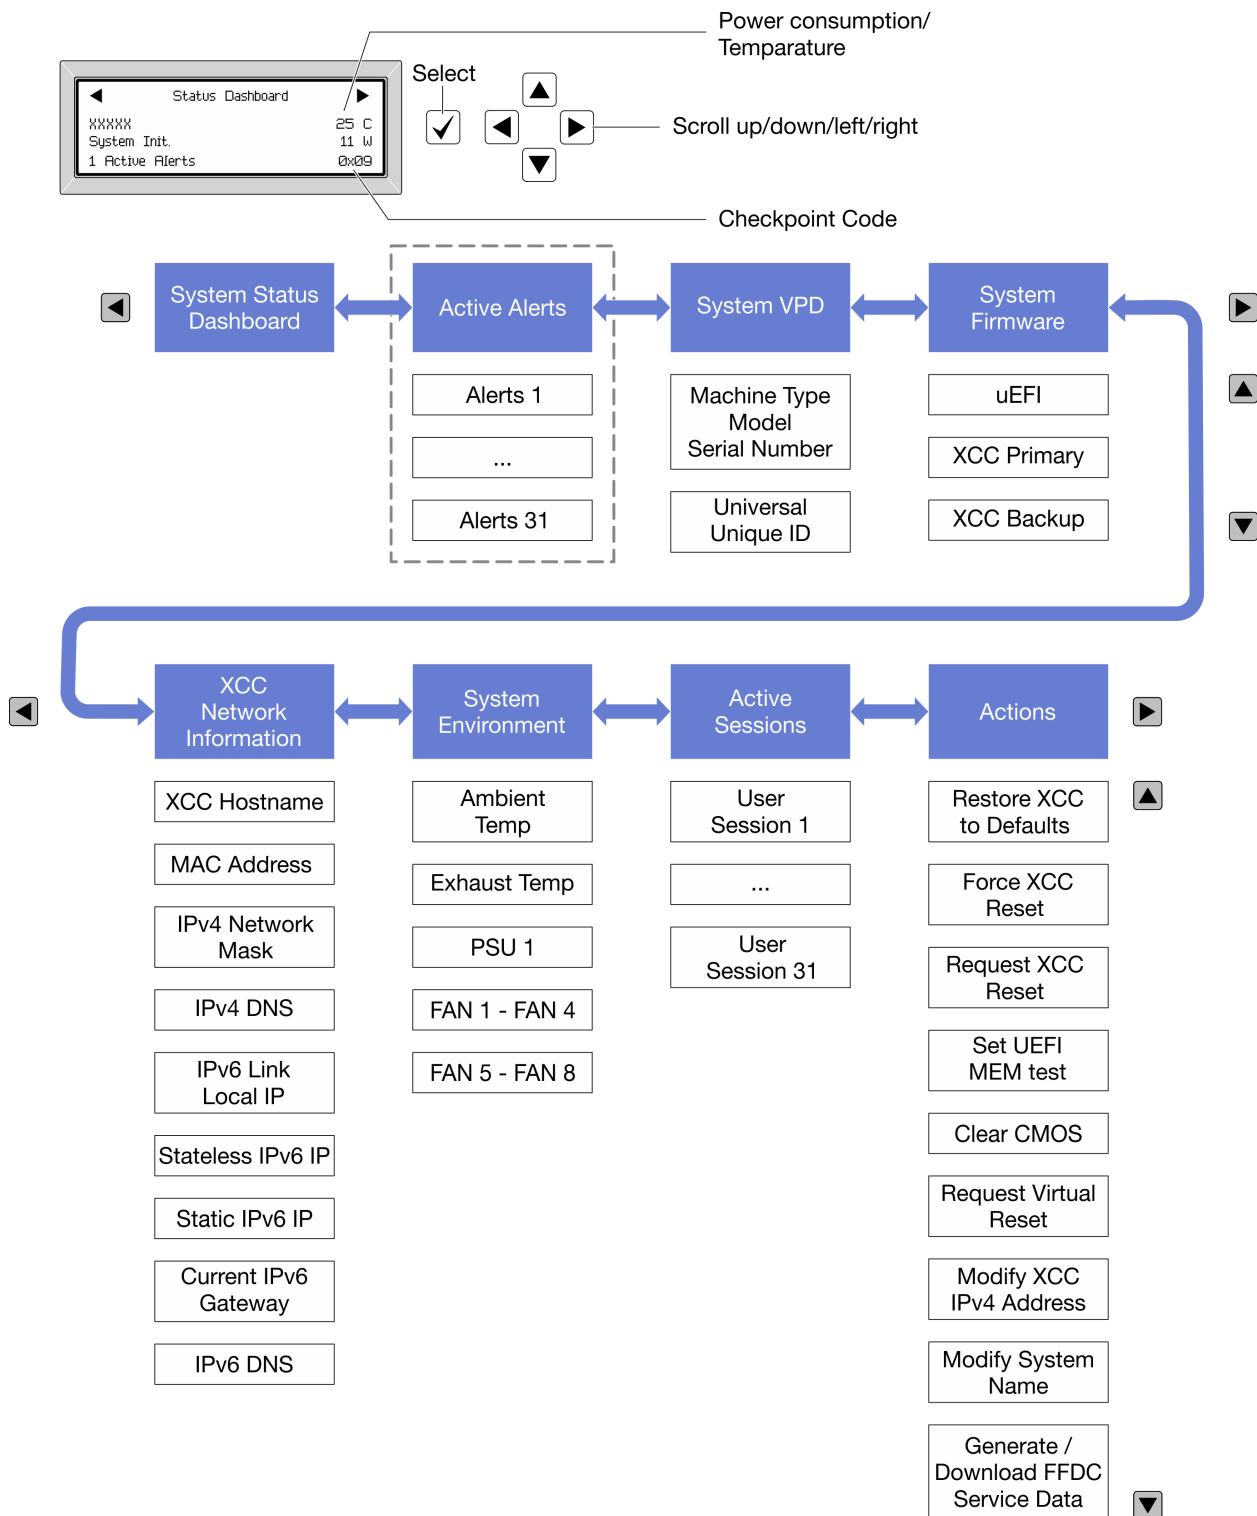 Power consumption/
Temparature
Select
Status Dashboard
XXXXX 25 C
System Init. 11 W
1 Active Alerts 0x09
Scroll up/down/left/right
Checkpoint Code
System Status
Dashboard
Active Alerts
System VPD
System
Firmware
Alerts 1
...
Alerts 31
Machine Type
Model
Serial Number
Universal
Unique ID
uEFI
XCC Primary
XCC Backup
XCC
Network
Information
System
Environment
Active
Sessions
Actions
XCC Hostname
MAC Address
IPv4 Network
Mask
IPv4 DNS
IPv6 Link
Local IP
Stateless IPv6 IP
Static IPv6 IP
Current IPv6
Gateway
IPv6 DNS
Ambient
Temp
Exhaust Temp
PSU 1
FAN 1 - FAN 4
FAN 5 - FAN 8
User
Session 1
...
User
Session 31
Restore XCC
to Defaults
Force XCC
Reset
Request XCC
Reset
Set UEFI
MEM test
Clear CMOS
Request Virtual
Reset
Modify XCC
IPv4 Address
Modify System
Name
Generate /
Download FFDC
Service Data